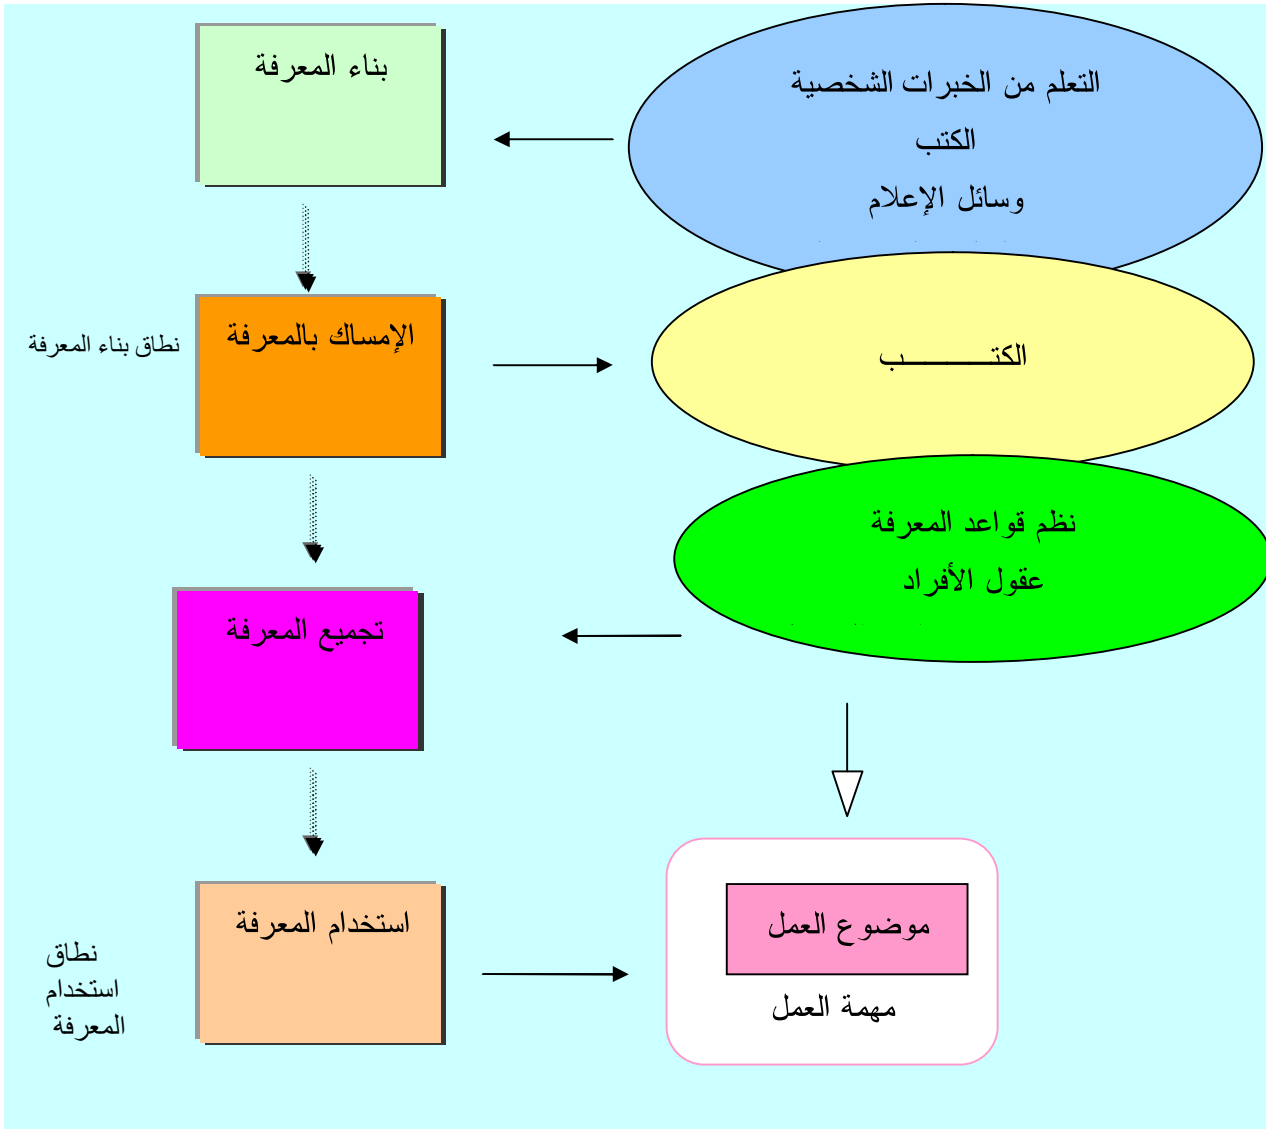 التعلم من الخبرات الشخصية
الكتب
وسائل الإعلام
بناء المعرفة
الكتـــــــــب
الإمساك بالمعرفة
نطاق بناء المعرفة
نظم قواعد المعرفة
عقول الأفراد
تجميع المعرفة
موضوع العمل
مهمة العمل
استخدام المعرفة
نطاق
استخدام
المعرفة